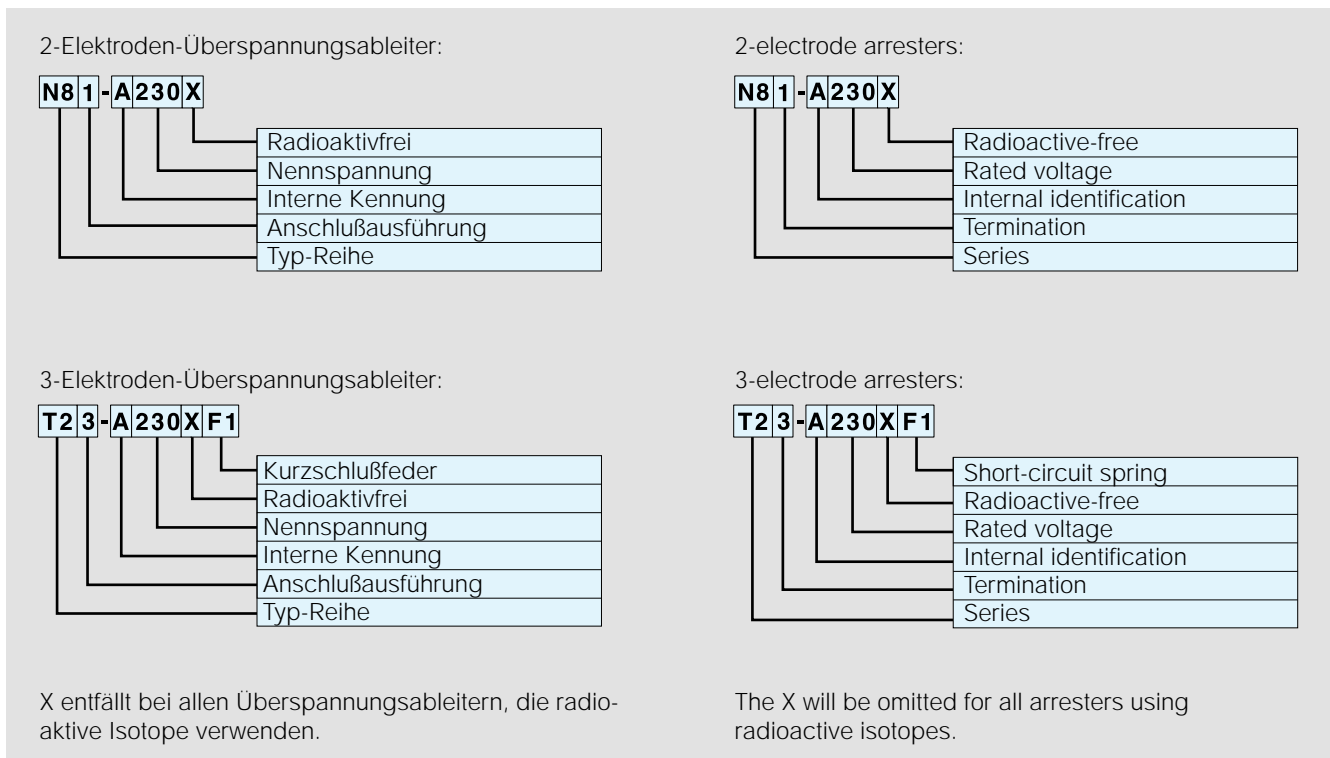 2-Elektroden-Überspannungsableiter:
N81-A230X
Radioaktivfrei
Nennspannung
Interne Kennung
Anschlußausführung
Typ-Reihe
3-Elektroden-Überspannungsableiter:
T23-A230XF1
Kurzschlußfeder
Radioaktivfrei
Nennspannung
Interne Kennung
Anschlußausführung
Typ-Reihe
X entfällt bei allen Überspannungsableitern, die radio-
aktive Isotope verwenden.
2-electrode arresters:
N81-A230X
Radioactive-free
Rated voltage
Internal identification
Termination
Series
3-electrode arresters:
T23-A230XF1
Short-circuit spring
Radioactive-free
Rated voltage
Internal identification
Termination
Series
The X will be omitted for all arresters using
radioactive isotopes.